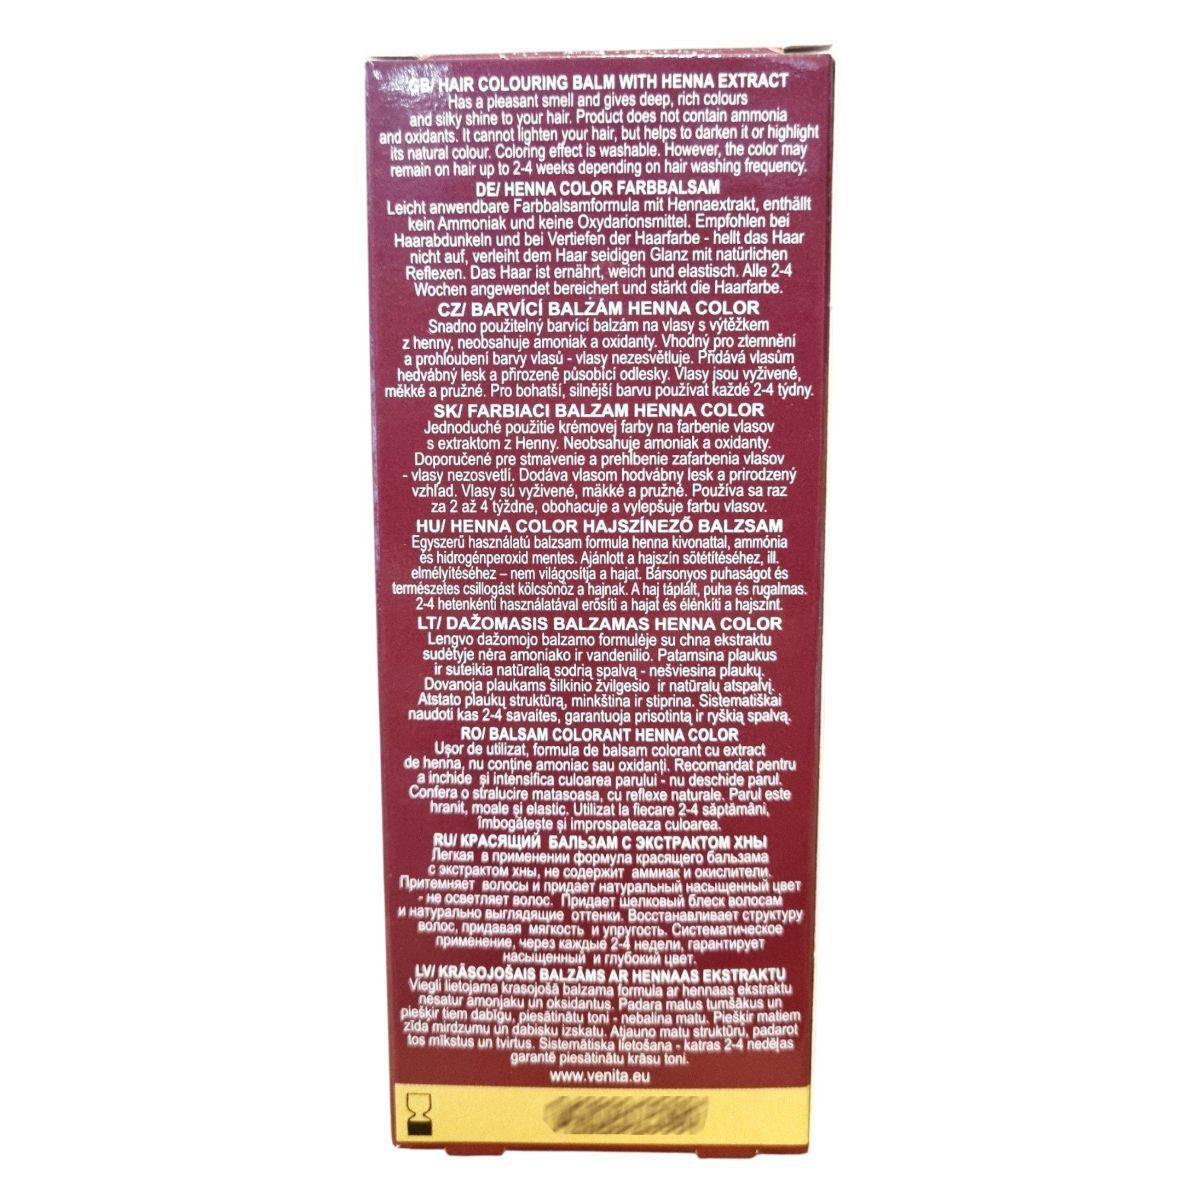 GB/ HAIR COLOURING BALM WITH HENNA EXTRACT
Has a pleasant smell and gives deep, rich colours
and silky shine to your hair. Product does not contain ammonia
and oxidants. It cannot lighten your hair, but helps to darken it or highlight
its natural colour. Coloring effect is washable. However, the color may
remain on hair up to 2-4 weeks depending on hair washing frequency.
DE/ HENNA COLOR FARBBALSAM
Leicht anwendbare Farbbalsamformula mit Hennaextrakt, enthällt
kein Ammoniak und keine Oxydarionsmittel. Empfohlen bei
Haarabdunkeln und bei Vertiefen der Haarfarbe - hellt das Haar
nicht auf, verleiht dem Haar seidigen Glanz mit natürlichen
Reflexen. Das Haar ist ernährt, weich und elastisch. Alle 2-4
Wochen angewendet bereichert und stärkt die Haarfarbe.
CZ/ BARVÍCÍ BALŻÁM HENNA COLOR
Snadno použitelný barvící balzám na vlasy s výtěžkem
z henny, neobsahuje amoniak a oxidanty. Vhodný pro ztemnění
a prohloubení barvy vlasů - vlasy nezesvětluje. Přidává vlasům
hedvábný lesk a přirozeně působící odlesky. Vlasy jsou vyživené,
měkké a pružné. Pro bohatší, silnější barvu používat každé 2-4 týdny.
SK/ FARBIACI BALZAM HENNA COLOR
Jednoduché použitie krémovej farby na farbenie vlasov
s extraktom z Henny. Neobsahuje amoniak a oxidanty.
Doporučené pre stmavenie a prehĺbenie zafarbenia vlasov
- vlasy nezosvetlí. Dodáva vlasom hodvábny lesk a prirodzený
vzhľad. Vlasy sú vyživené, mäkké a pružné. Používa sa raz
za 2 až 4 týždne, obohacuje a vylepšuje farbu vlasov.
HU/ HENNA COLOR HAJSZÍNEZŐ BALZSAM
Egyszerű használatú balzsam formula henna kivonattal, ammónia
és hidrogénperoxid mentes. Ajánlott a hajszín sötétítéséhez, ill.
elmélyítéséhez – nem világosítja a hajat. Bársonyos puhaságot és
természetes csillogást kölcsönöz a hajnak. A haj táplált, puha és rugalmas.
2-4 hetenkénti használatával erősíti a hajat és élénkíti a hajszínt.
LT/ DAŽOMASIS BALZAMAS HENNA COLOR
Lengvo dažomojo balzamo formulėje su chna ekstraktu
sudėtyje nėra amoniako ir vandenilio. Patamsina plaukus
ir suteikia natūralią sodrią spalvą - nešviesina plaukų.
Dovanoja plaukams šilkinio žvilgesio ir natūralų atspalvį.
Atstato plaukų struktūrą, minkština ir stiprina. Sistematiškai
naudoti kas 2-4 savaites, garantuoja prisotintą ir ryškią spalvą.
RO/ BALSAM COLORANT HENNA COLOR
Uşor de utilizat, formula de balsam colorant cu extract
de henna, nu conţine amoniac sau oxidanţi. Recomandat pentru
a inchide şi intensifica culoarea parului - nu deschide parul.
Confera o stralucire matasoasa, cu reflexe naturale. Parul este
hranit, moale şi elastic. Utilizat la fiecare 2-4 săptămâni,
îmbogăteşte şi improspateaza culoarea.
RU/ КРАСЯЩИЙ БАЛЬЗАМ С ЭКСТРАКТОМ ХНЫ
Легкая в применении формула красящего бальзама
с экстрактом хны, не содержит аммиак и окислители.
Притемняет волосы и придает натуральный насыщенный цвет
- не осветляет волос. Придает шелковый блеск волосам
и натурально выглядящие оттенки. Восстанавливает структуру
волос, придавая мягкость и упругость. Систематическое
применение, через каждые 2-4 недели, гарантирует
насыщенный и глубокий цвет.
LV/ KRĀSOJOŠAIS BALZĀMS AR HENNAAS EKSTRAKTU
Viegli lietojama krasojošā balzama formula ar hennaas ekstraktu
nesatur amonjaku un oksidantus. Padara matus tumšākus un
piešķir tiem dabīgu, piesātinātu toni - nebalina matu. Piešķir matiem
zīda mirdzumu un dabisku izskatu. Atjauno matu struktūru, padarot
tos mīkstus un tvirtus. Sistemātiska lietošana - katras 2-4 nedēļas
garantē piesātinātu krāsu toni.
www.venita.eu